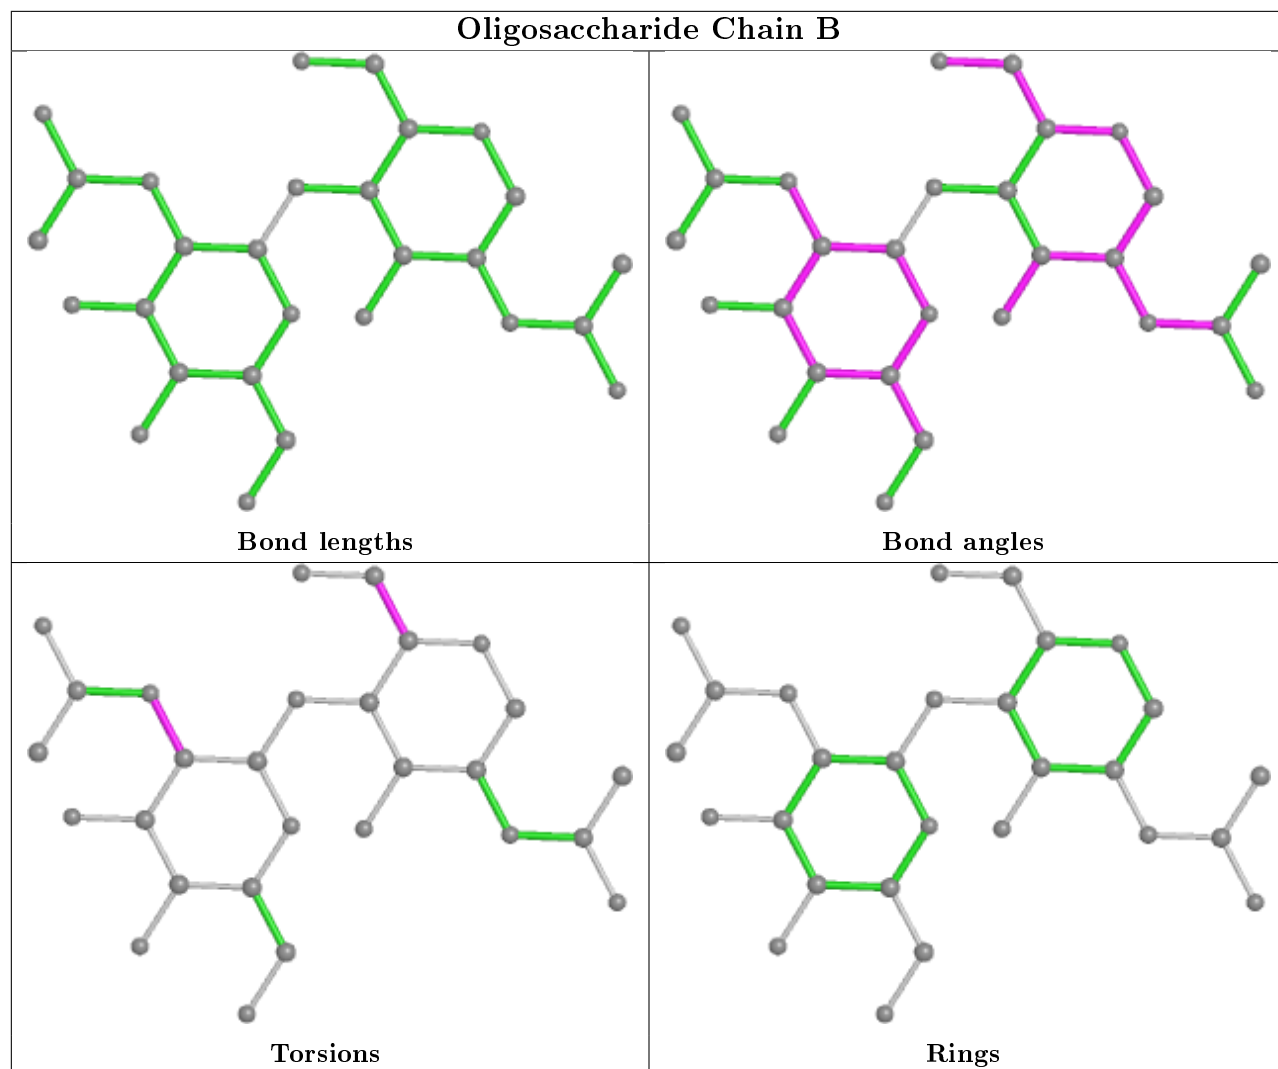 Oligosaccharide Chain B
Bond lengths
Bond angles
Torsions
Rings